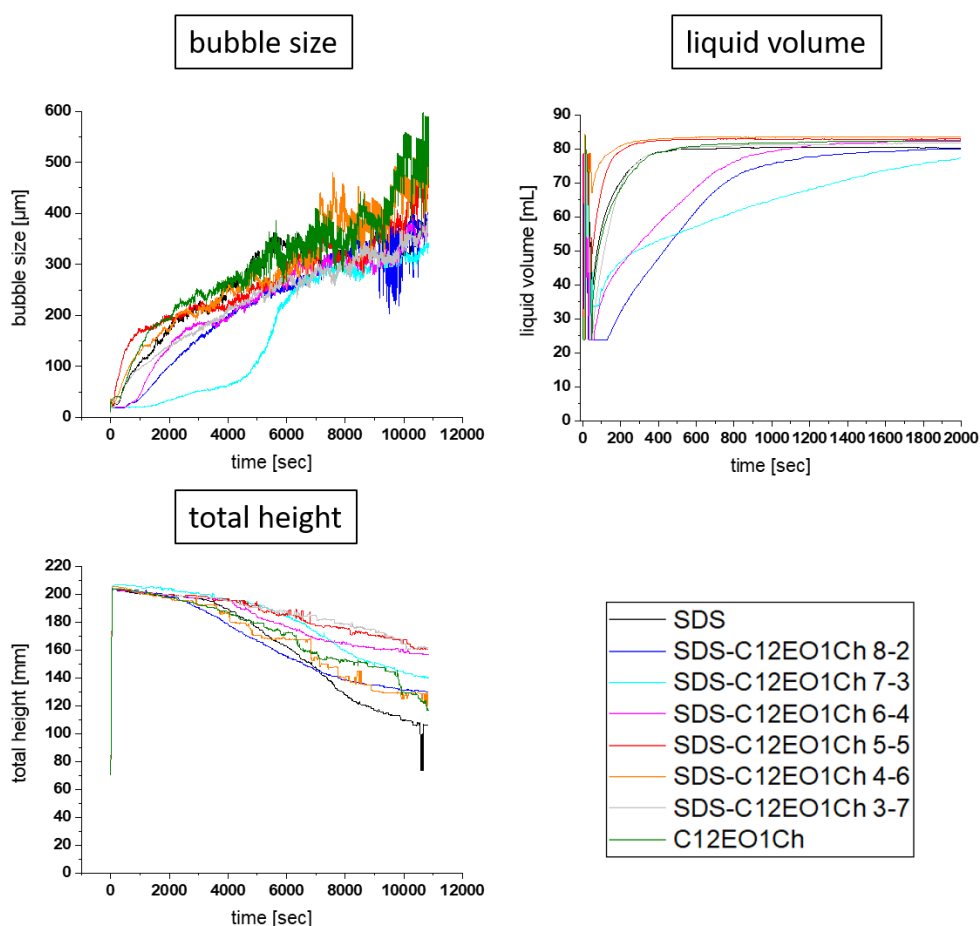 bubble size
liquid volume
600
500
400
300
200
100
0
bubble size [µm]
0 2000 4000 6000 8000 10000 12000
time [sec]
90
80
70
60
50
40
30
20
10
0
liquid volume [mL]
0 200 400 600 800 1000 1200 1400 1600 1800 2000
time [sec]
total height
220
200
180
160
140
120
100
80
60
40
20
0
total height [mm]
0 2000 4000 6000 8000 10000 12000
time [sec]
SDS
SDS-C12EO1Ch 8-2
SDS-C12EO1Ch 7-3
SDS-C12EO1Ch 6-4
SDS-C12EO1Ch 5-5
SDS-C12EO1Ch 4-6
SDS-C12EO1Ch 3-7
C12EO1Ch